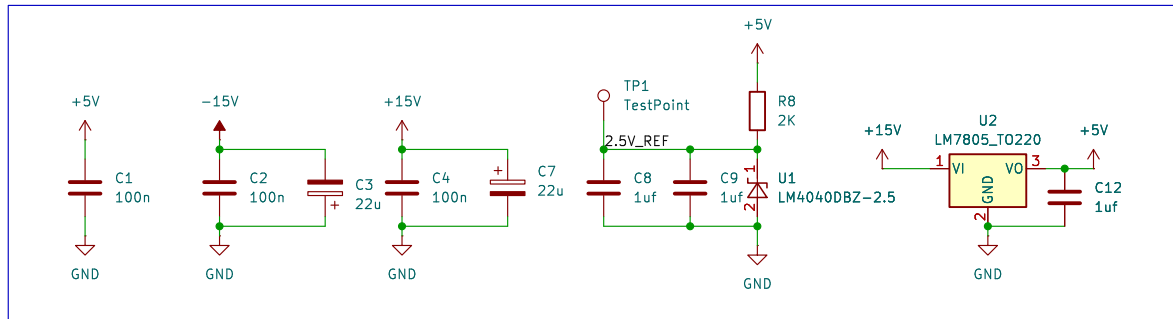 +5V
C1
100n
GND
-15V
C2
100n
C3
22u
+
GND
+15V
C4
100n
+
C7
22u
GND
TP1
TestPoint
2.5V_REF
C8
1uf
C9
1uf
+5V
R8
2K
1
2
U1
LM4040DBZ-2.5
GND
+15V
U2
LM7805_TO220
1
VI
VO
3
GND
2
+5V
C12
1uf
GND